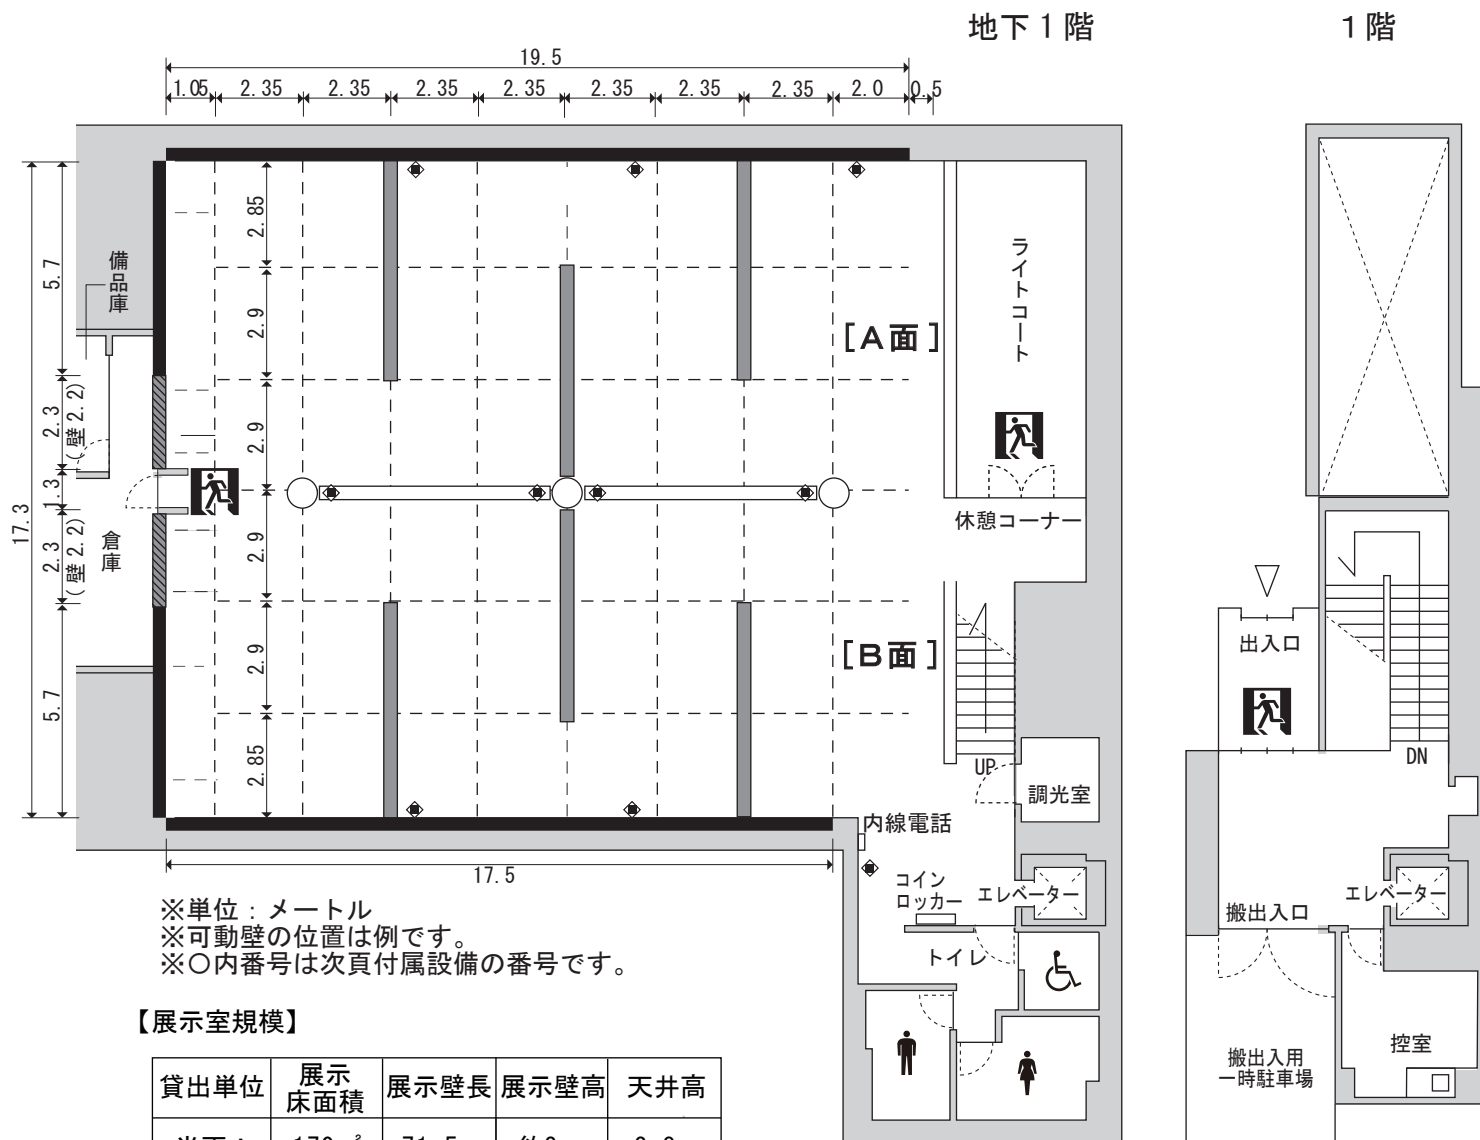 地下1階
1階
19.5
1.05 2.35 2.35 2.35 2.35 2.35 2.35 2.35 2.0 0.5
17.3
5.7
2.3
(壁2.2)
1.3
2.3
(壁2.2)
5.7
2.85
2.9
2.9
2.9
2.9
2.85
備品庫
倉庫
[A面]
[B面]
ライトコート
休憩コーナー
UP
調光室
内線電話
コイン
ロッカー
エレベーター
トイレ
17.5
出入口
DN
エレベーター
搬出入口
搬出入用
一時駐車場
控室
※単位：メートル
※可動壁の位置は例です。
※○内番号は次頁付属設備の番号です。
【展示室規模】
貸出単位 展示床面積 展示壁長 展示壁高 天井高